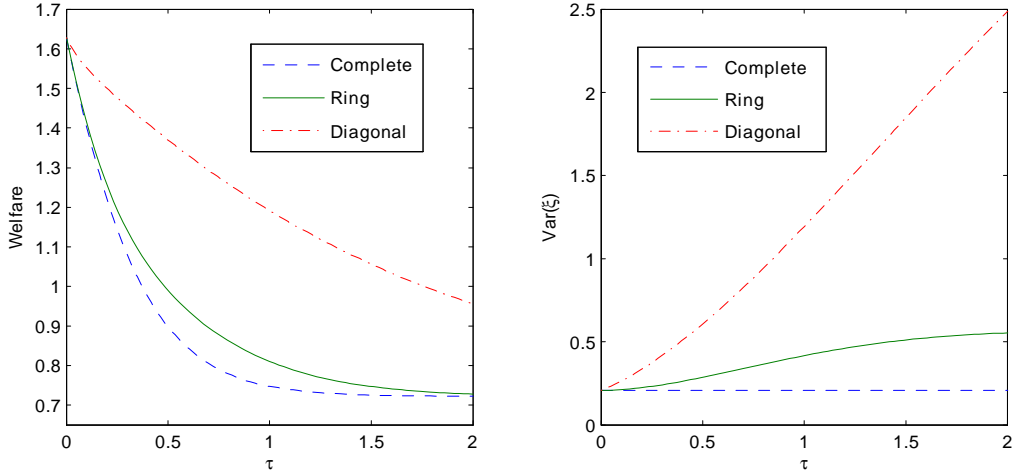 1.7
1.6
1.5
1.4
1.3
1.2
1.1
1
0.9
0.8
0.7
Welfare
Complete
Ring
Diagonal
0 0.5 1 1.5 2
τ
2.5
2
1.5
1
0.5
0
Var(ξ)
Complete
Ring
Diagonal
0 0.5 1 1.5 2
τ